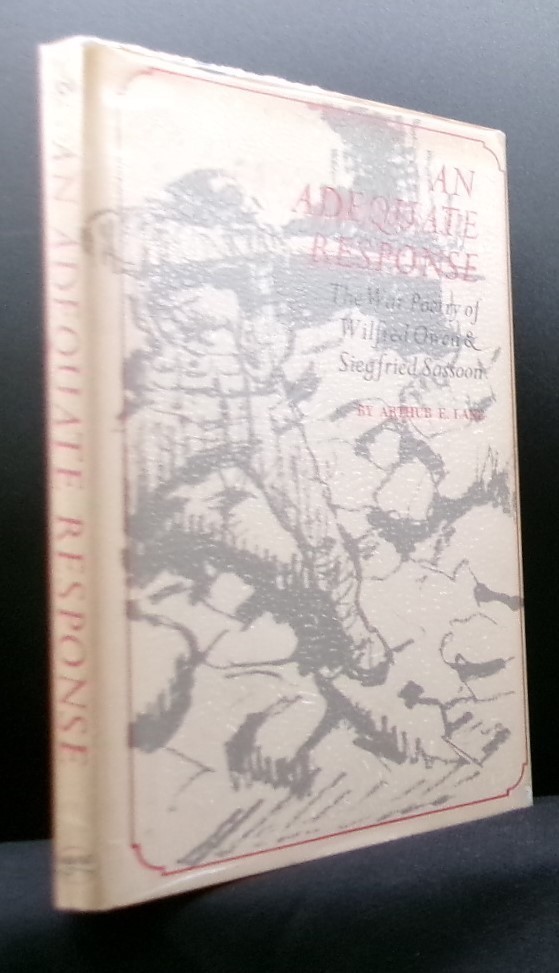 AN
ADEQUATE
RESPONSE
The War Poetry of
Wilfred Owen &
Siegfried Sassoon
BY ARTHUR E. LANE
AN ADEQUATE RESPONSE